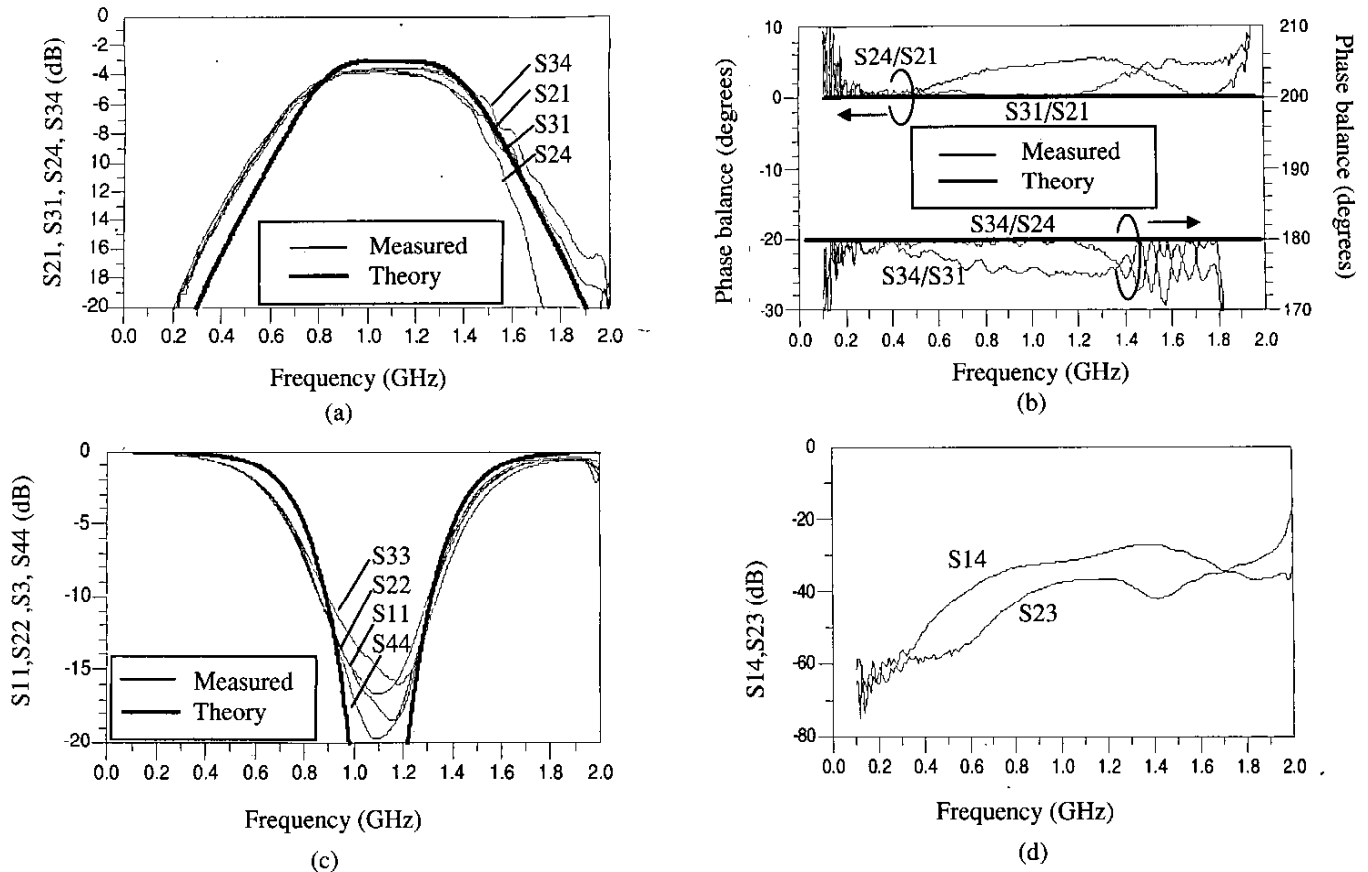 S21, S31, S24, S34 (dB)
0
-2
-4
-6
-8
10
12
14
16
18
-20
S34
S21
S31
S24
Measured
Theory
0.0 0.2 0.4 0.6 0.8 1.0 1.2 1.4 1.6 1.8 2.0
Frequency (GHz)
(a)
Phase balance (degrees)
10
0
-10
-20
-30
S24/S21
S31/S21
Measured
Theory
S34/S24
S34/S31
210
200
190
180
170
Phase balance (degrees)
0.0 0.2 0.4 0.6 0.8 1.0 1.2 1.4 1.6 1.8 2.0
Frequency (GHz)
(b)
S11,S22 ,S3, S44 (dB)
0
-5
-10
-15
-20
S33
S22
S11
S44
Measured
Theory
0.0 0.2 0.4 0.6 0.8 1.0 1.2 1.4 1.6 1.8 2.0
Frequency (GHz)
(c)
S14,S23 (dB)
0
-20
-40
-60
-80
S14
S23
0.0 0.2 0.4 0.6 0.8 1.0 1.2 1.4 1.6 1.8 2.0
Frequency (GHz)
(d)